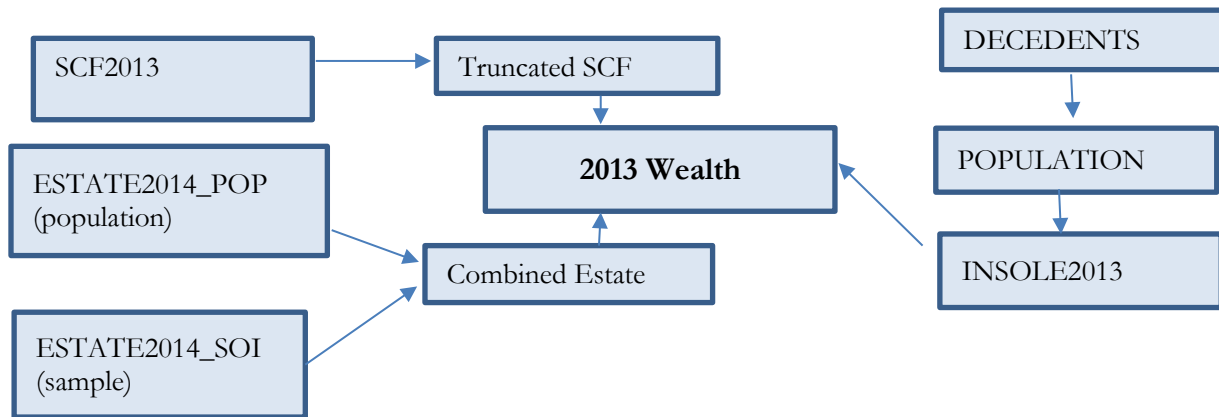 SCF2013
Truncated SCF
DECEDENTS
ESTATE2014_POP
(population)
2013 Wealth
POPULATION
Combined Estate
INSOLE2013
ESTATE2014_SOI
(sample)